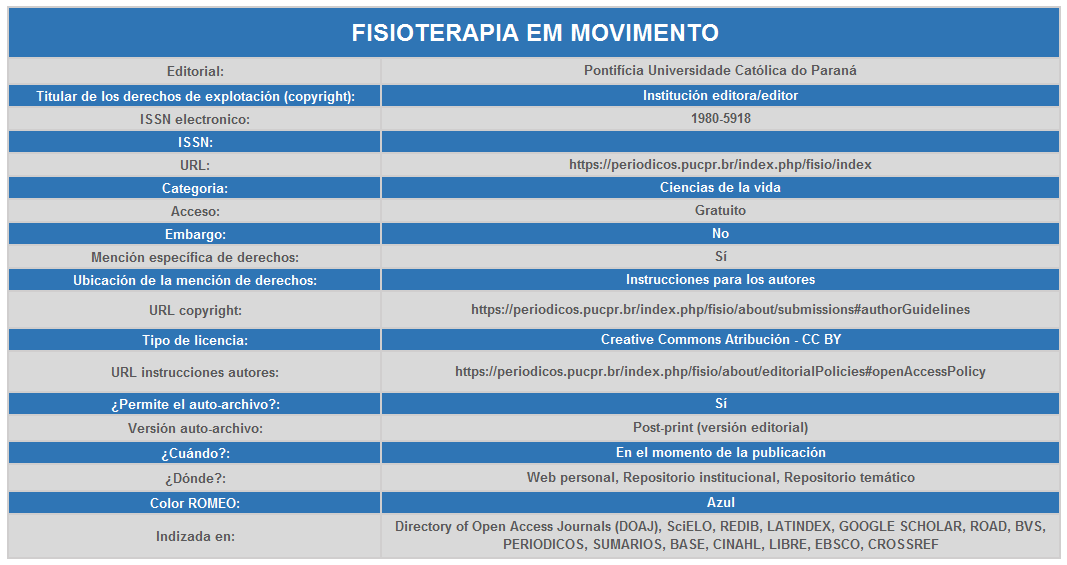 FISIOTERAPIA EM MOVIMENTO
Editorial: Pontifícia Universidade Católica do Paraná
Titular de los derechos de explotación (copyright): Institución editora/editor
ISSN electronico: 1980-5918
ISSN:
URL: https://periodicos.pucpr.br/index.php/fisio/index
Categoria: Ciencias de la vida
Acceso: Gratuito
Embargo: No
Mención específica de derechos: Sí
Ubicación de la mención de derechos: Instrucciones para los autores
URL copyright: https://periodicos.pucpr.br/index.php/fisio/about/submissions#authorGuidelines
Tipo de licencia: Creative Commons Atribución - CC BY
URL instrucciones autores: https://periodicos.pucpr.br/index.php/fisio/about/editorialPolicies#openAccessPolicy
¿Permite el auto-archivo?: Sí
Versión auto-archivo: Post-print (versión editorial)
¿Cuándo?: En el momento de la publicación
¿Dónde?: Web personal, Repositorio institucional, Repositorio temático
Color ROMEO: Azul
Indizada en: Directory of Open Access Journals (DOAJ), SciELO, REDIB, LATINDEX, GOOGLE SCHOLAR, ROAD, BVS,
PERIODICOS, SUMARIOS, BASE, CINAHL, LIBRE, EBSCO, CROSSREF